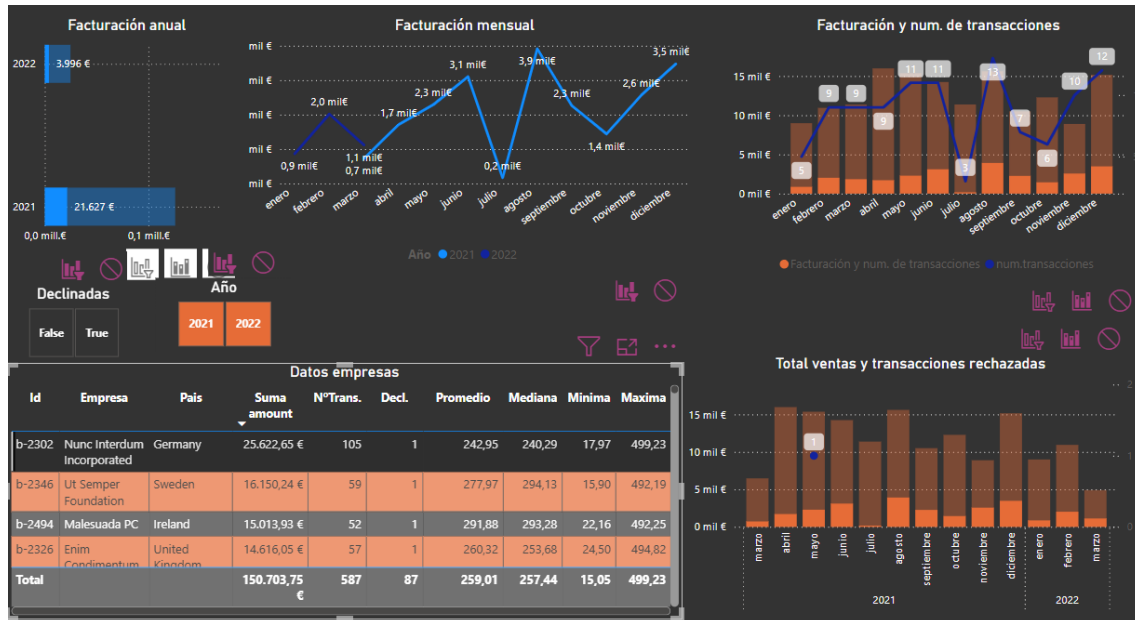 Facturación anual
2022
3.996 €
2021
21.627 €
0,0 mill.€
0,1 mill.€
Facturación mensual
mil €
mil €
mil €
mil €
mil €
0,9 mil€
2,0 mil€
1,1 mil€
0,7 mil€
1,7 mil€
2,3 mil€
3,1 mil€
0,2 mil€
3,9 mil€
2,3 mil€
1,4 mil€
2,6 mil€
3,5 mil€
enero
febrero
marzo
abril
mayo
junio
julio
agosto
septiembre
octubre
noviembre
diciembre
Año 2021 2022
Facturación y num. de transacciones
15 mil €
10 mil €
5 mil €
0 mil €
5
9
9
9
11
11
3
13
7
6
10
12
enero
febrero
marzo
abril
mayo
junio
julio
agosto
septiembre
octubre
noviembre
diciembre
Facturación y num. de transacciones num.transacciones
Declinadas
False
True
Año
2021
2022
Datos empresas
Id Empresa Pais Suma amount NºTrans. Decl. Promedio Mediana Minima Maxima
b-2302 Nunc Interdum Incorporated Germany 25.622,65 € 105 1 242,95 240,29 17,97 499,23
b-2346 Ut Semper Foundation Sweden 16.150,24 € 59 1 277,97 294,13 15,90 492,19
b-2494 Malesuada PC Ireland 15.013,93 € 52 1 291,88 293,28 22,16 492,25
b-2326 Enim Condimentum United Kingdom 14.616,05 € 57 1 260,32 253,68 24,50 494,82
Total 150.703,75 € 587 87 259,01 257,44 15,05 499,23
Total ventas y transacciones rechazadas
15 mil €
10 mil €
5 mil €
0 mil €
2
1
0
1
marzo
abril
mayo
junio
julio
agosto
septiembre
octubre
noviembre
diciembre
enero
febrero
marzo
2021
2022